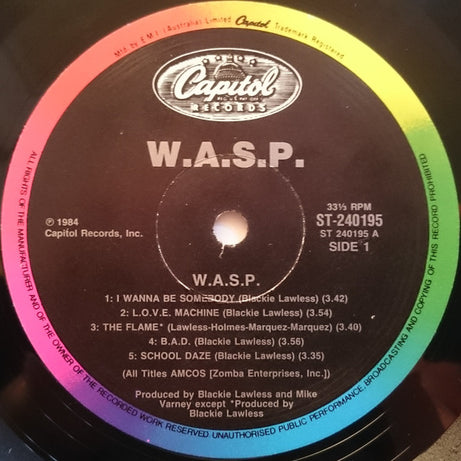 Mfd. by E.M.I. (Australia) Limited Capitol Trademark Registered
Capitol
RECORDS
W.A.S.P.
℗ 1984
Capitol Records, Inc.
33⅓ RPM
ST-240195
ST 240195 A
SIDE 1
W.A.S.P.
1: I WANNA BE SOMEBODY (Blackie Lawless) (3.42)
2: L.O.V.E. MACHINE (Blackie Lawless) (3.54)
3: THE FLAME* (Lawless-Holmes-Marquez-Marquez) (3.40)
4: B.A.D. (Blackie Lawless) (3.56)
5: SCHOOL DAZE (Blackie Lawless) (3.35)
(All Titles AMCOS [Zomba Enterprises, Inc.])
Produced by Blackie Lawless and Mike
Varney except *Produced by
Blackie Lawless
ALL RIGHTS OF THE MANUFACTURER AND OF THE OWNER OF THE RECORDED WORK RESERVED. UNAUTHORISED PUBLIC PERFORMANCE, BROADCASTING AND COPYING OF THIS RECORD PROHIBITED